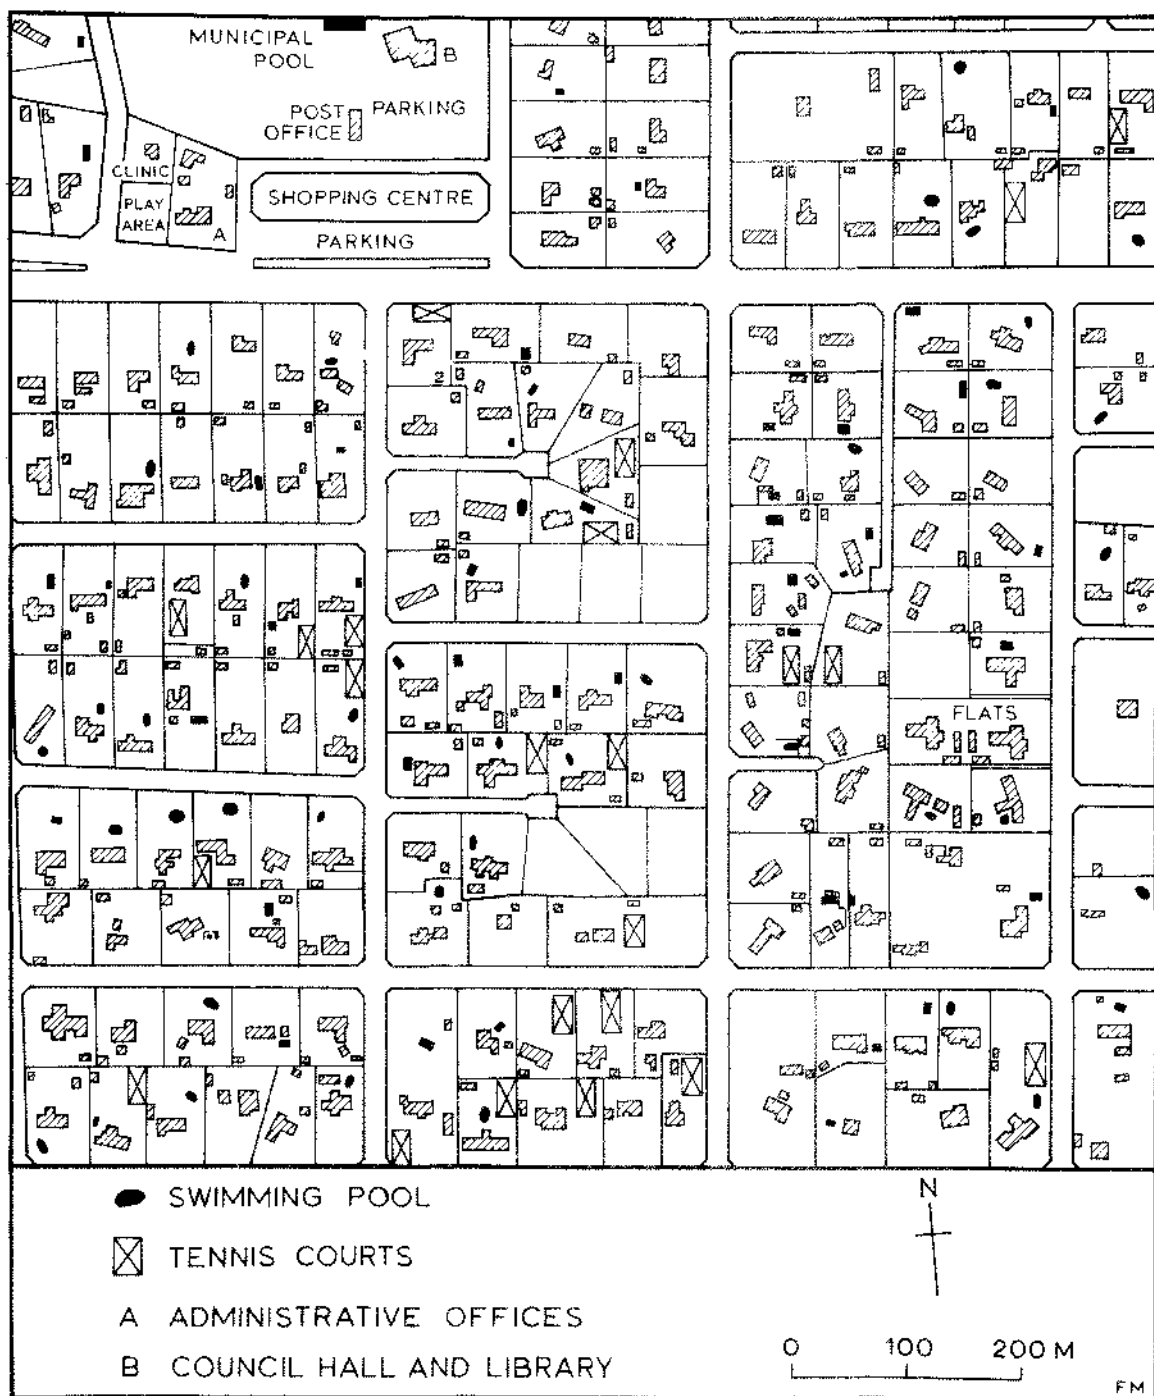 MUNICIPAL
POOL
B
POST
OFFICE
PARKING
CLINIC
PLAY
AREA
A
SHOPPING CENTRE
PARKING
FLATS
SWIMMING POOL
TENNIS COURTS
A ADMINISTRATIVE OFFICES
B COUNCIL HALL AND LIBRARY
N
0 100 200 M
FM